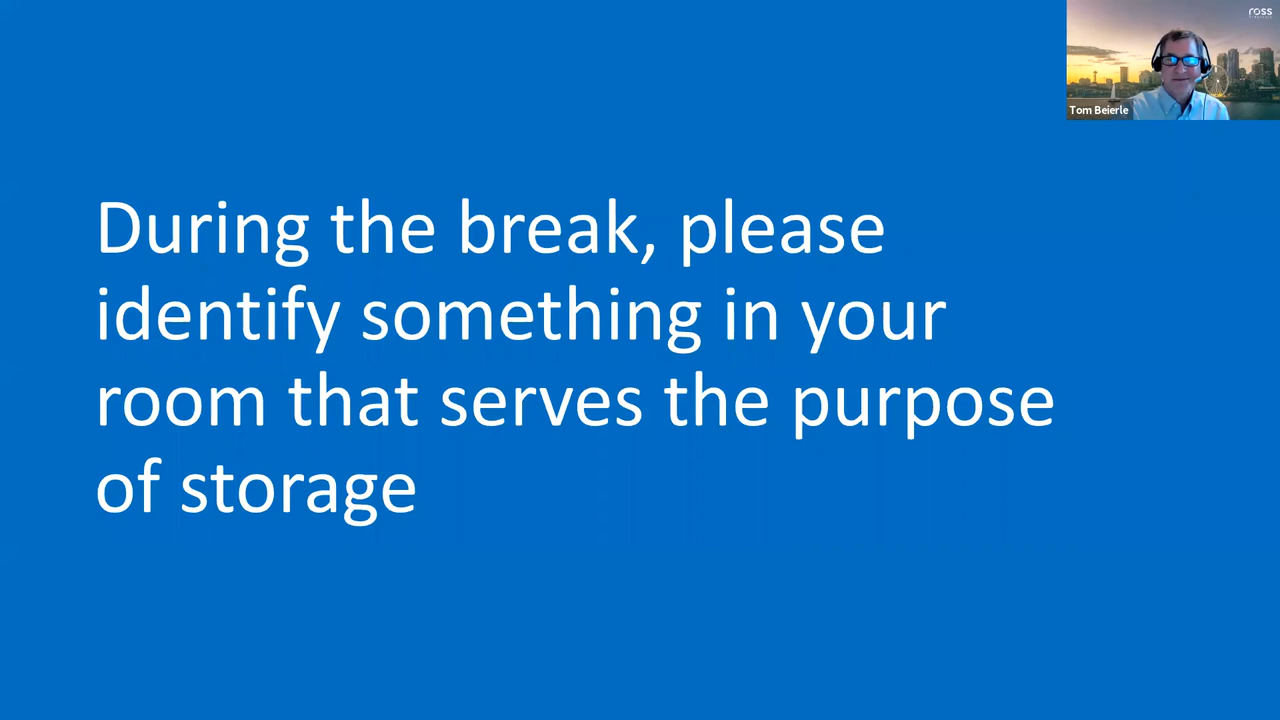 ross
Tom Beierle
During the break, please
identify something in your
room that serves the purpose
of storage